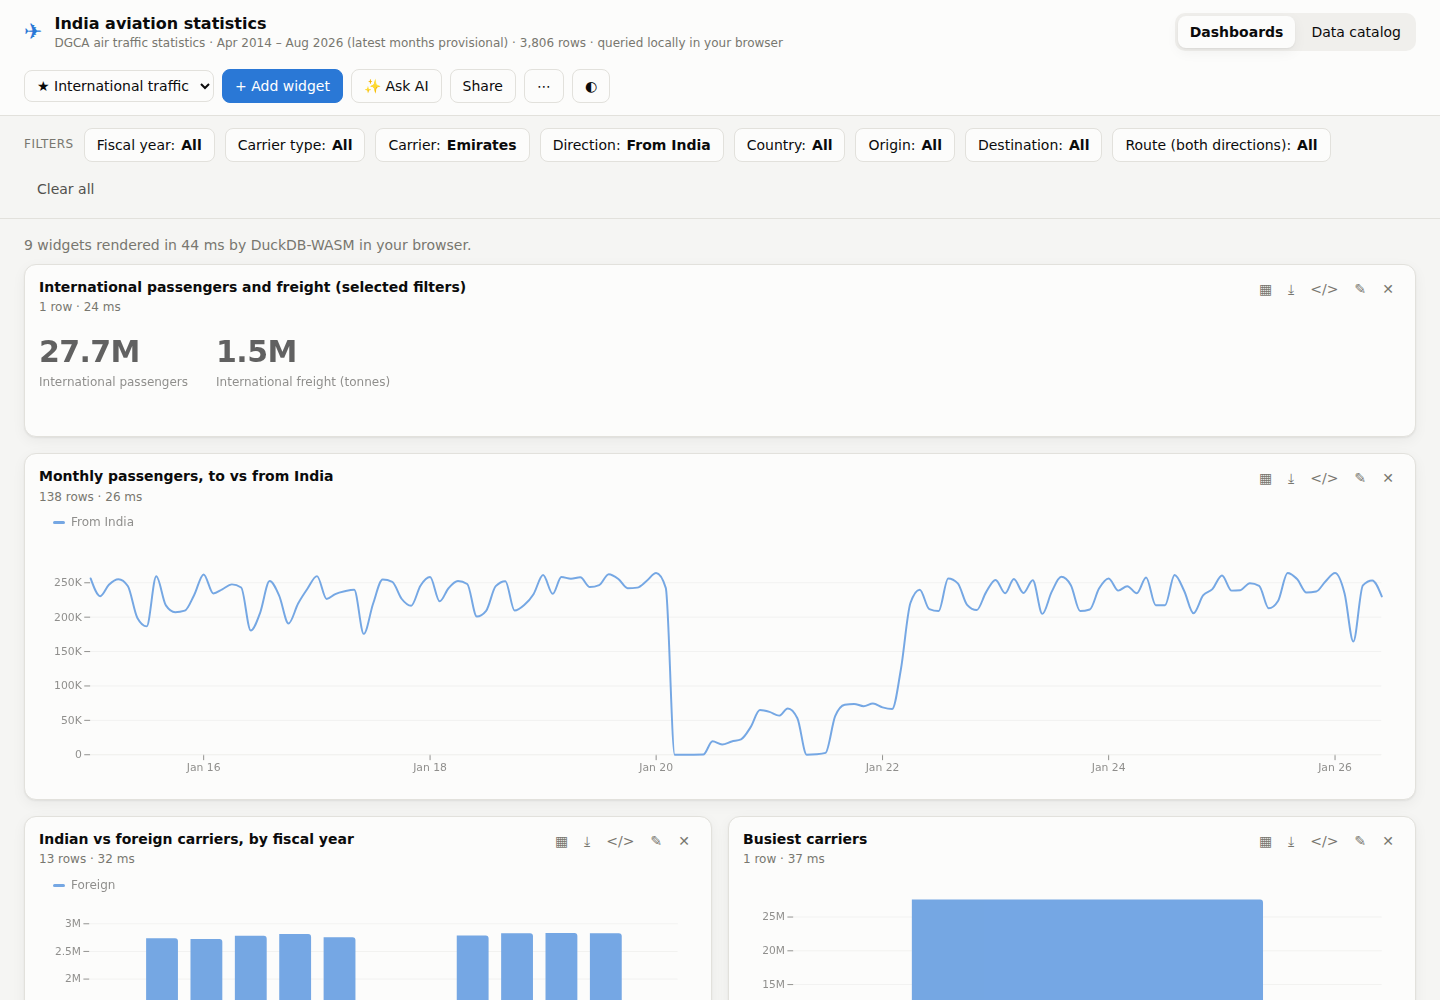 India aviation statistics
DGCA air traffic statistics · Apr 2014 – Aug 2026 (latest months provisional) · 3,806 rows · queried locally in your browser
Dashboards
Data catalog
★ International traffic
+ Add widget
✨ Ask AI
Share
···
FILTERS
Fiscal year: All
Carrier type: All
Carrier: Emirates
Direction: From India
Country: All
Origin: All
Destination: All
Route (both directions): All
Clear all
9 widgets rendered in 44 ms by DuckDB-WASM in your browser.
International passengers and freight (selected filters)
</>
1 row · 24 ms
27.7M
1.5M
International passengers
International freight (tonnes)
Monthly passengers, to vs from India
</>
138 rows · 26 ms
From India
250K
200K
150K
100K
50K
0
Jan 16
Jan 18
Jan 20
Jan 22
Jan 24
Jan 26
Indian vs foreign carriers, by fiscal year
</>
13 rows · 32 ms
Foreign
3M
2.5M
2M
Busiest carriers
</>
1 row · 37 ms
25M
20M
15M